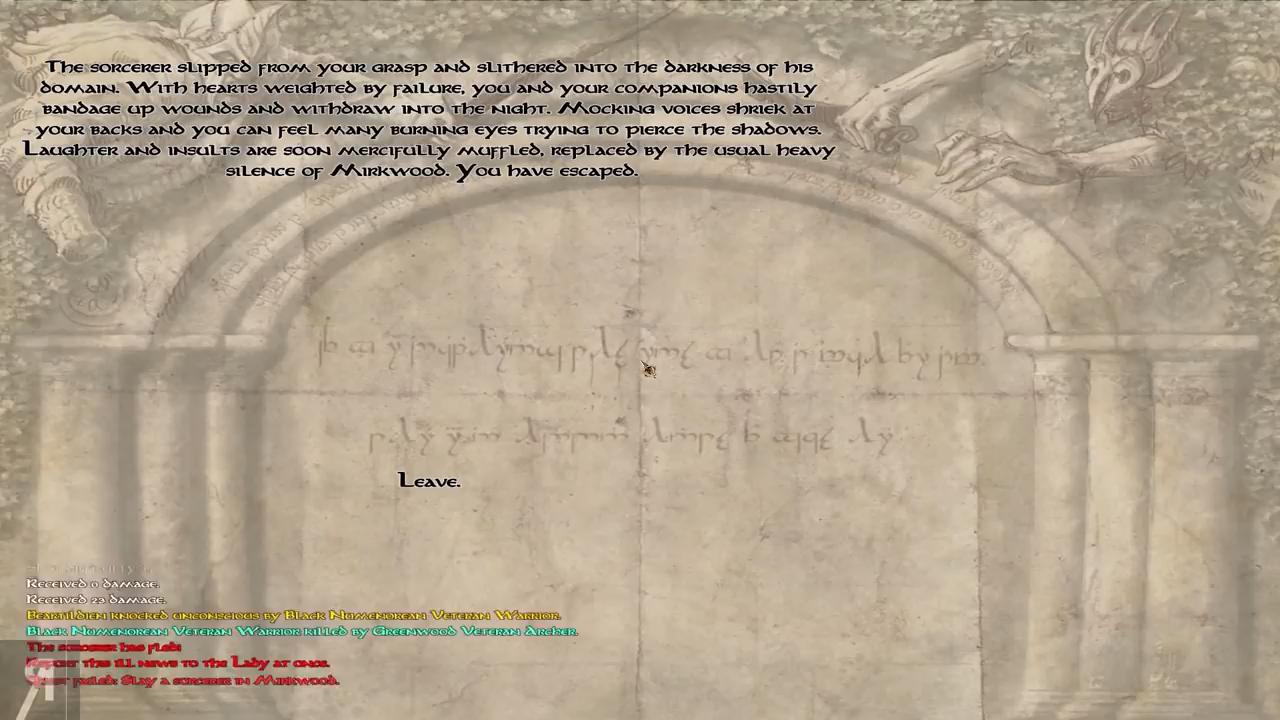 The sorcerer slipped from your grasp and slithered into the darkness of his
domain. With hearts weighted by failure, you and your companions hastily
bandage up wounds and withdraw into the night. Mocking voices shriek at
your backs and you can feel many burning eyes trying to pierce the shadows.
Laughter and insults are soon mercifully muffled, replaced by the usual heavy
silence of Mirkwood. You have escaped.
Leave.
Received 0 damage.
Received 23 damage.
Bearhildien knocked unconscious by Black Numenorean Veteran Warrior.
Black Numenorean Veteran Warrior killed by Greenwood Veteran Archer.
The sorcerer has fled!
Report this ill news to the Lady at once.
Quest failed: Slay a sorcerer in Mirkwood.